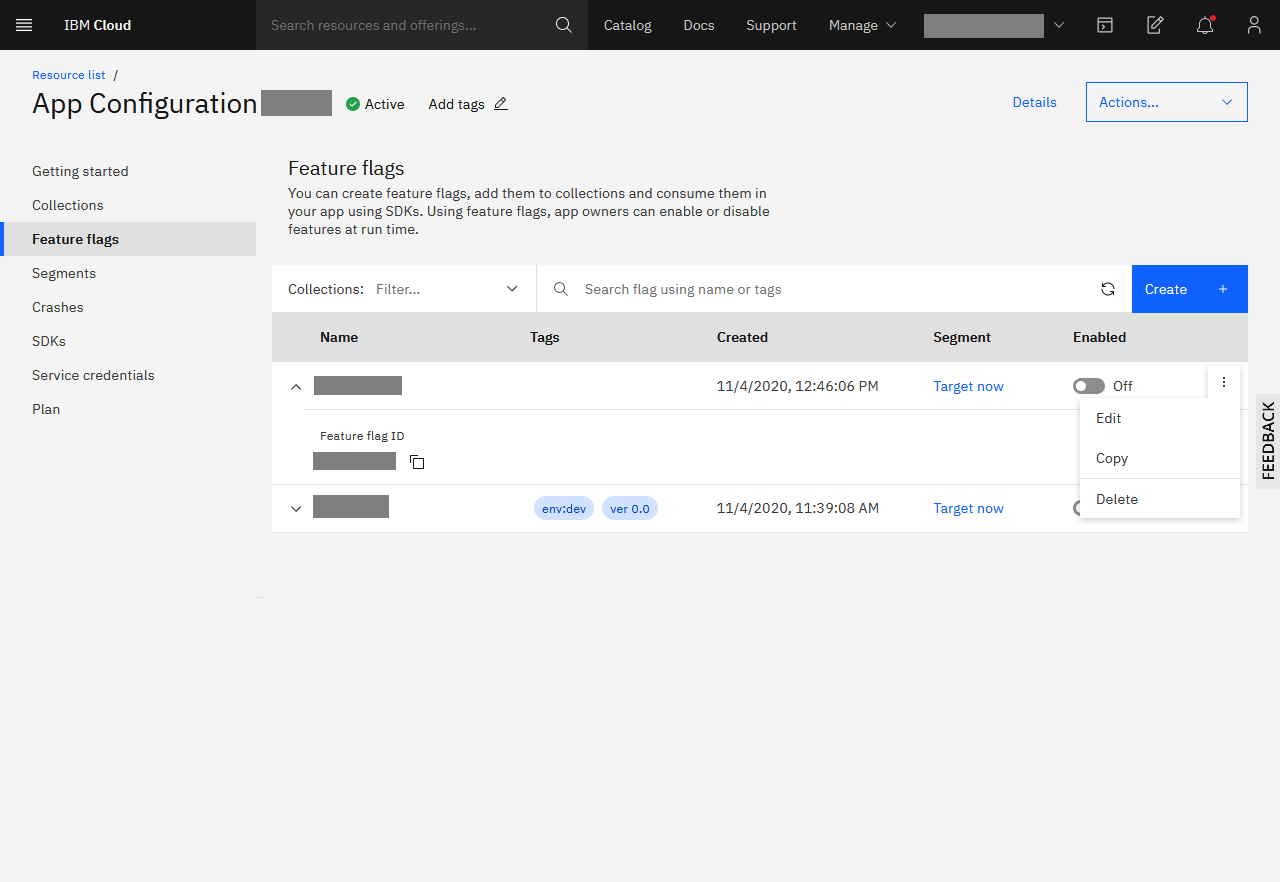 IBM Cloud Search resources and offerings... Catalog Docs Support Manage
Resource list /
App Configuration Active Add tags Details Actions...
Getting started
Collections
Feature flags
Segments
Crashes
SDKs
Service credentials
Plan
Feature flags
You can create feature flags, add them to collections and consume them in
your app using SDKs. Using feature flags, app owners can enable or disable
features at run time.
Collections: Filter... Search flag using name or tags Create +
Name Tags Created Segment Enabled
11/4/2020, 12:46:06 PM Target now Off
Feature flag ID
env:dev ver 0.0 11/4/2020, 11:39:08 AM Target now
Edit
Copy
Delete
FEEDBACK